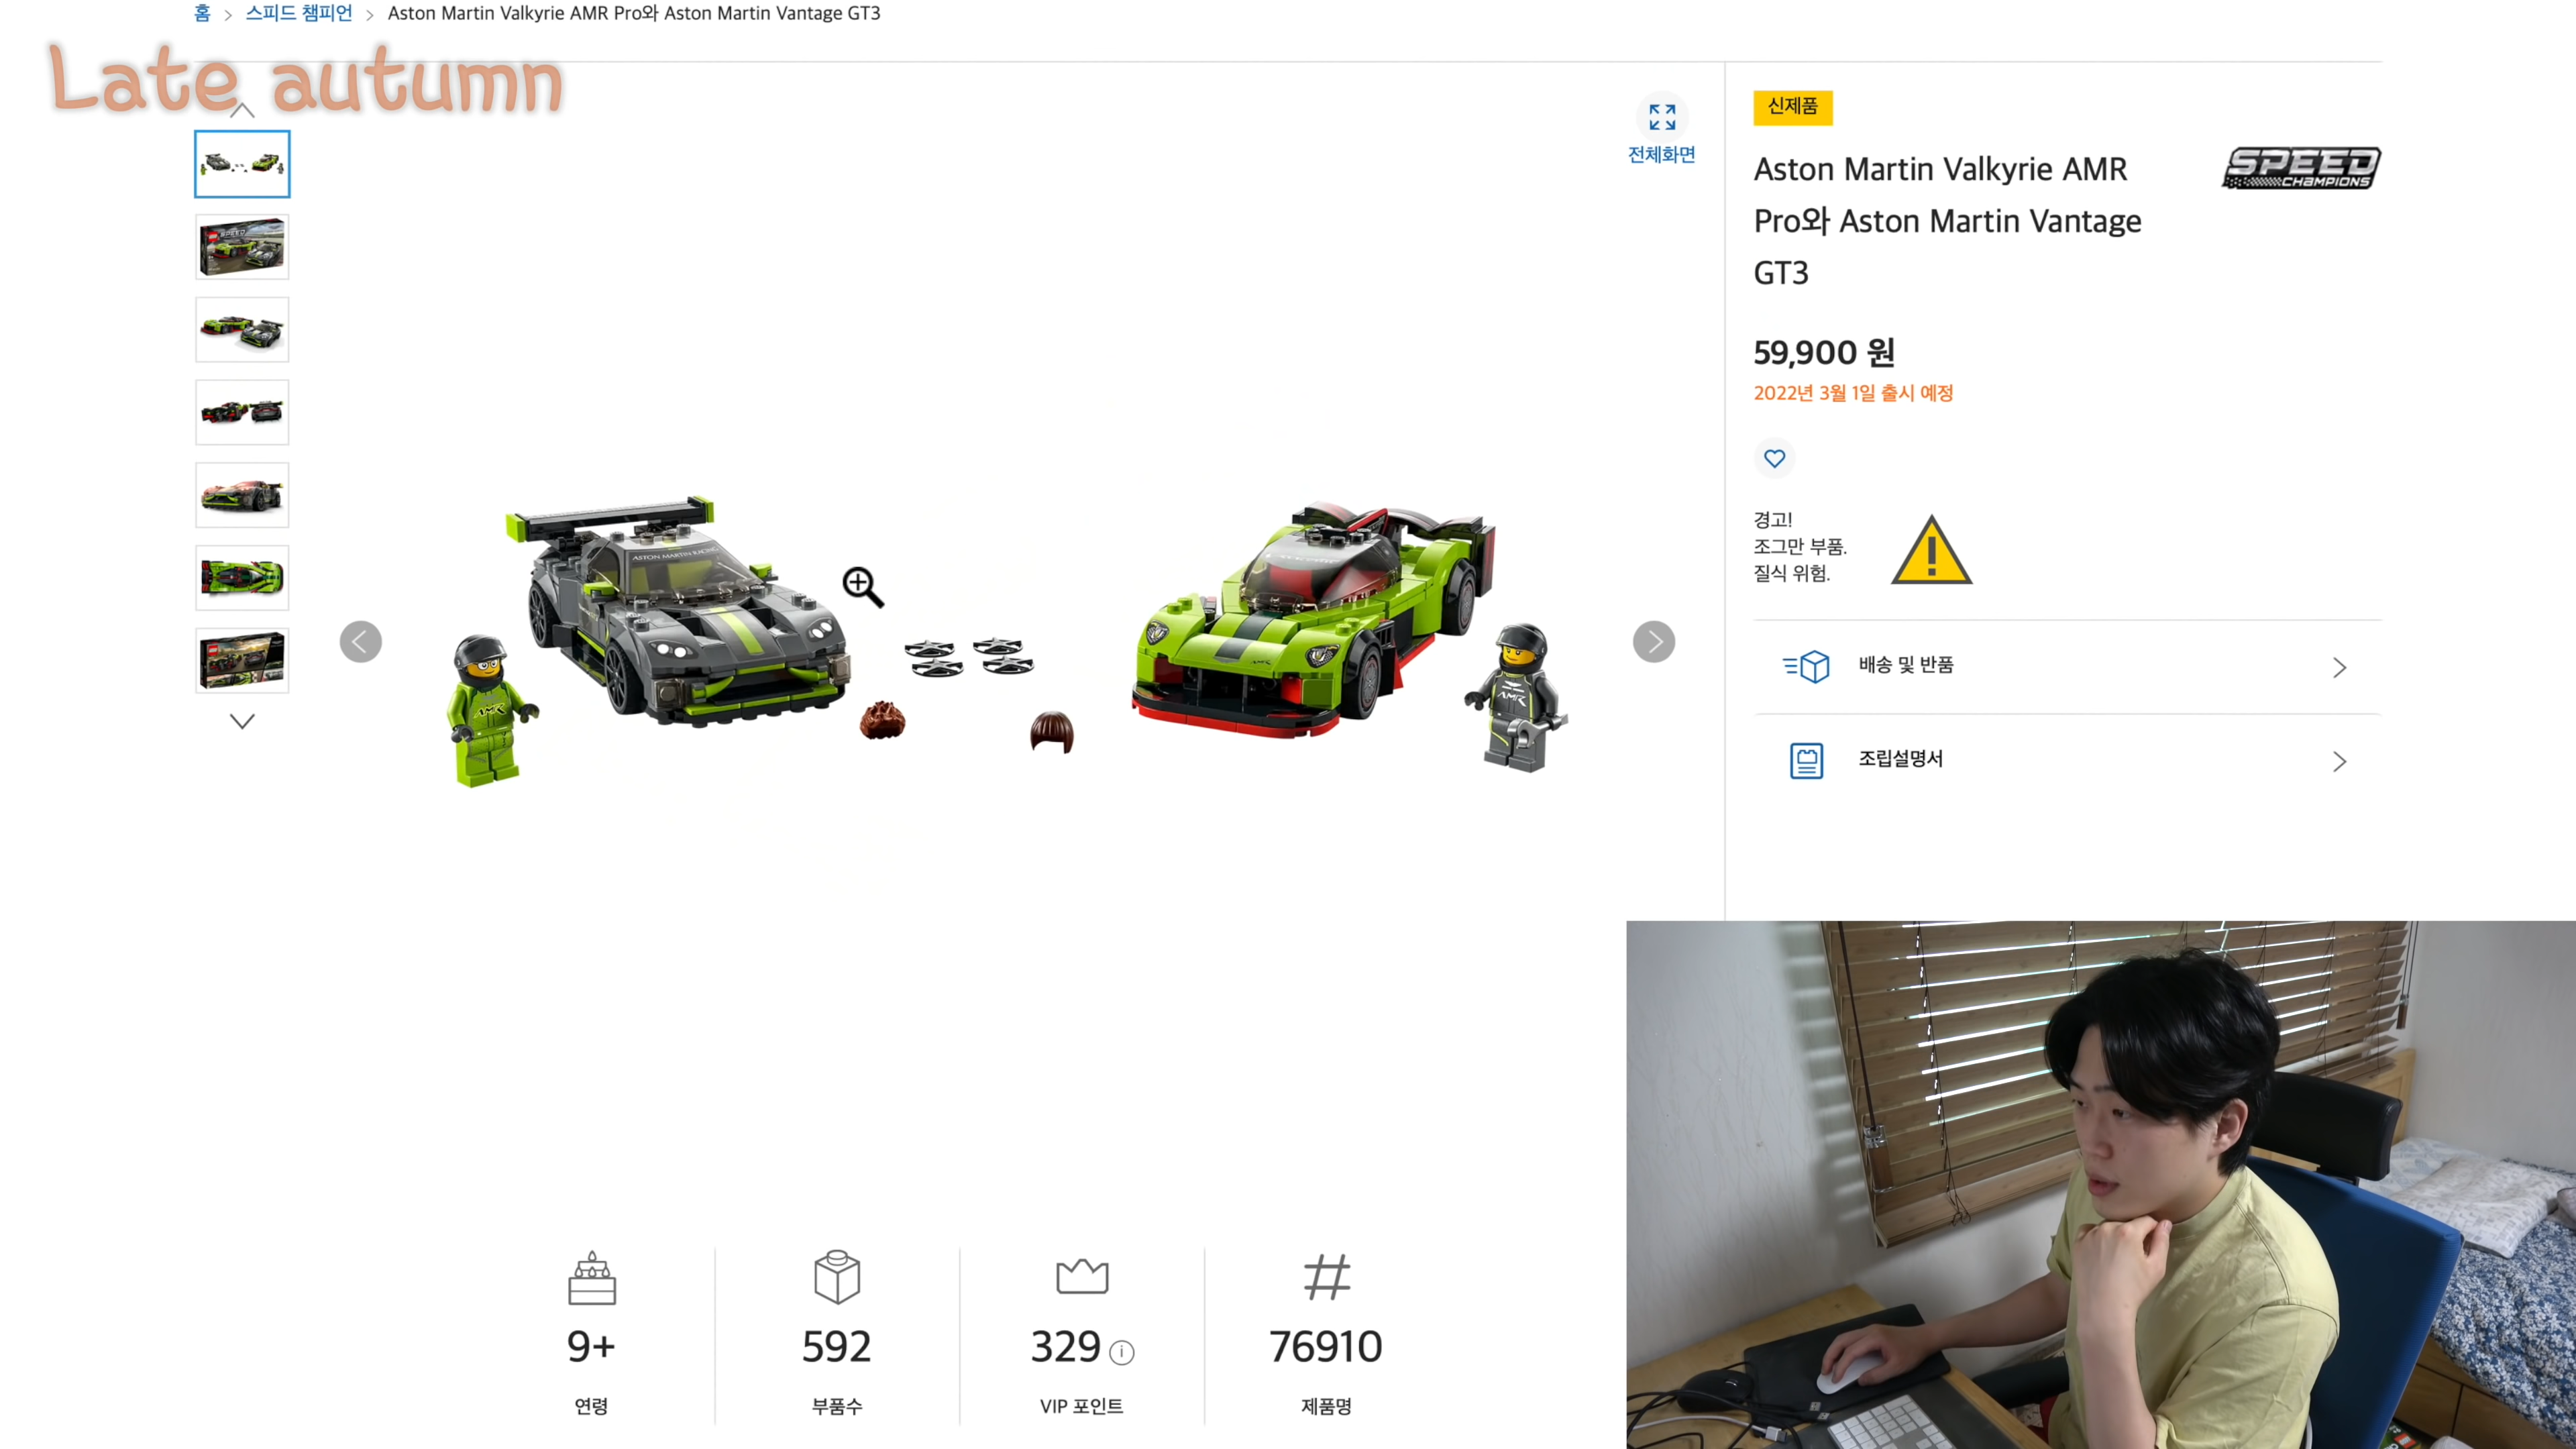 홈 > 스피드 챔피언 > Aston Martin Valkyrie AMR Pro와 Aston Martin Vantage GT3
Late autumn
전체화면
신제품
SPEED
CHAMPIONS
Aston Martin Valkyrie AMR
Pro와 Aston Martin Vantage
GT3
59,900 원
2022년 3월 1일 출시 예정
경고!
조그만 부품.
질식 위험.
배송 및 반품
조립설명서
ASTON MARTIN RACING
AMR
AMR
9+
연령
592
부품수
329
VIP 포인트
# 
76910
제품명